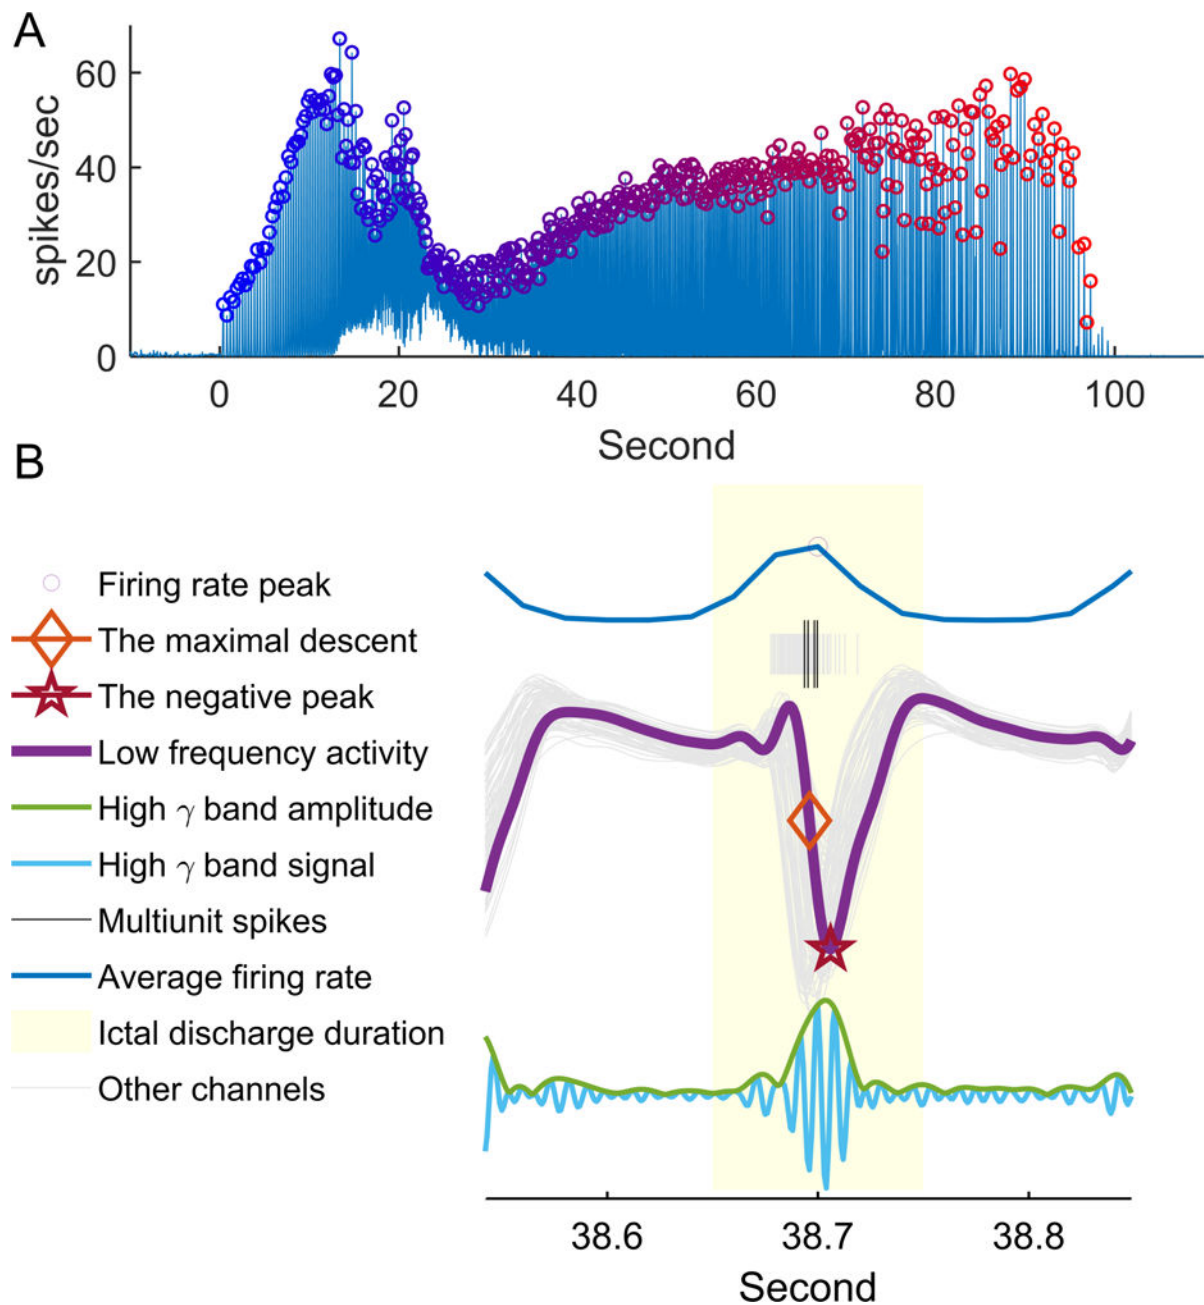 A
spikes/sec
60
40
20
0
0 20 40 60 80 100
Second
B
Firing rate peak
The maximal descent
The negative peak
Low frequency activity
High γ band amplitude
High γ band signal
Multiunit spikes
Average firing rate
Ictal discharge duration
Other channels
38.6 38.7 38.8
Second